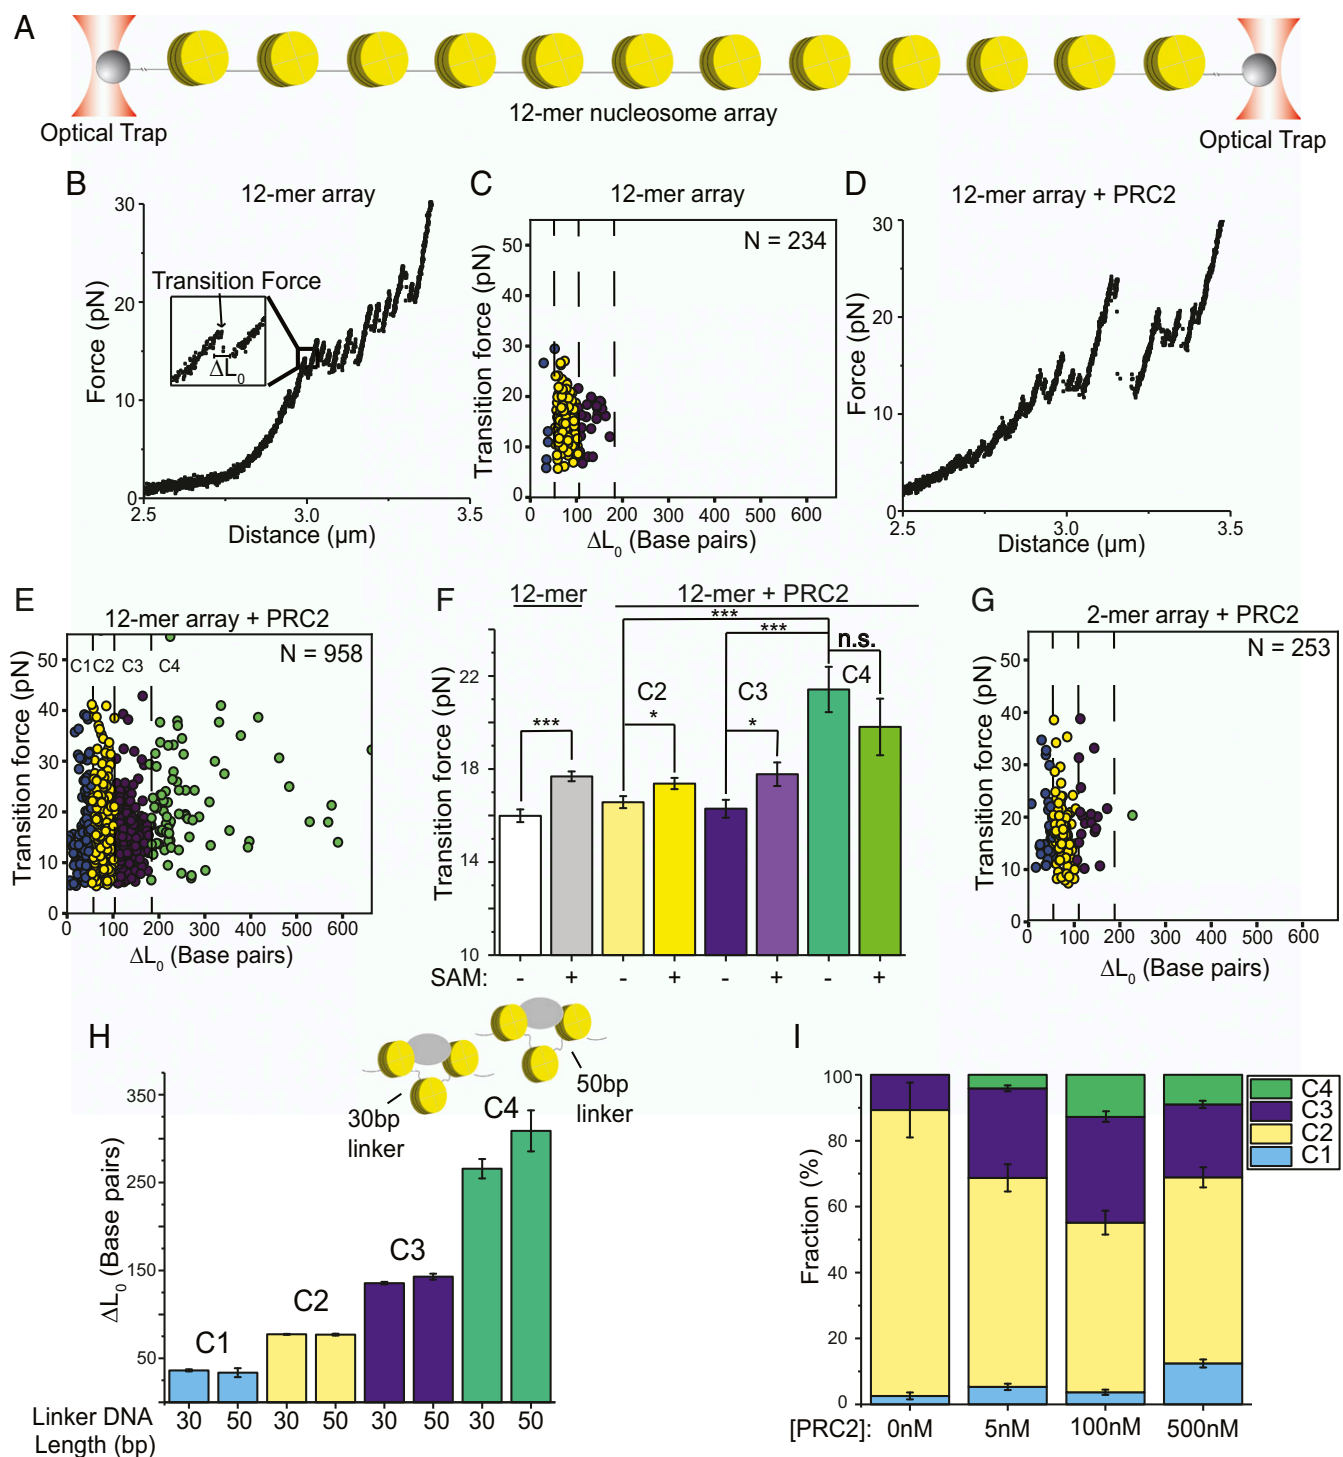 A
Optical Trap
12-mer nucleosome array
Optical Trap
B
12-mer array
Force (pN)
30
20
10
0
Transition Force
ΔL0
2.5
3.0
3.5
Distance (µm)
C
12-mer array
N = 234
Transition force (pN)
50
40
30
20
10
0
0 100 200 300 400 500 600
ΔL0 (Base pairs)
D
12-mer array + PRC2
Force (pN)
30
20
10
0
2.5
3.0
3.5
Distance (µm)
E
12-mer array + PRC2
N = 958
C1 C2 C3 C4
Transition force (pN)
50
40
30
20
10
0
0 100 200 300 400 500 600
ΔL0 (Base pairs)
F
12-mer
12-mer + PRC2
***
***
n.s.
C2
C3
C4
***
*
*
Transition force (pN)
22
18
14
10
SAM: - + - + - + - +
G
2-mer array + PRC2
N = 253
Transition force (pN)
50
40
30
20
10
0
0 100 200 300 400 500 600
ΔL0 (Base pairs)
H
30bp
linker
50bp
linker
ΔL0 (Base pairs)
350
250
150
50
C1
C2
C3
C4
30 50 30 50 30 50 30 50
Linker DNA
Length (bp)
I
Fraction (%)
100
80
60
40
20
0
C4
C3
C2
C1
[PRC2]: 0nM 5nM 100nM 500nM